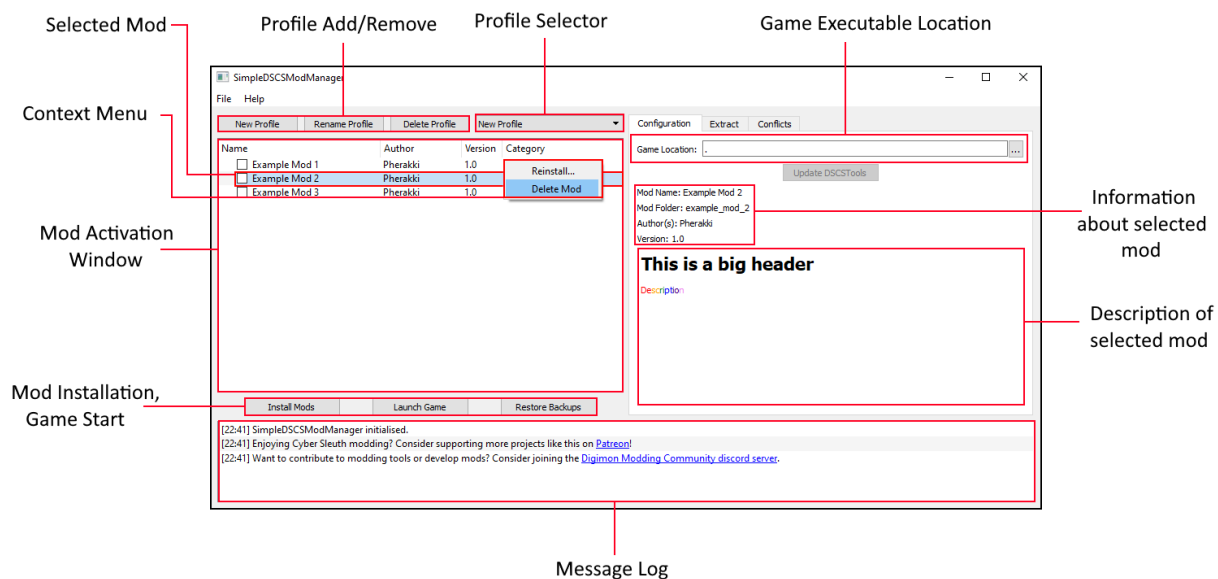 Selected Mod
Profile Add/Remove
Profile Selector
Game Executable Location
SimpleDSCSModManager
File Help
Context Menu
New Profile Rename Profile Delete Profile New Profile
Configuration Extract Conflicts
Name Author Version Category
Game Location: . ...
Example Mod 1 Pherakki 1.0
Reinstall...
Update DSCSTools
Example Mod 2 Pherakki 1.0
Delete Mod
Example Mod 3 Pherakki 1.0
Mod Name: Example Mod 2
Mod Folder: example_mod_2
Author(s): Pherakki
Version: 1.0
Information
about selected
mod
Mod Activation
Window
This is a big header
Description
Description of
selected mod
Mod Installation,
Game Start
Install Mods Launch Game Restore Backups
[22:41] SimpleDSCSModManager initialised.
[22:41] Enjoying Cyber Sleuth modding? Consider supporting more projects like this on Patreon!
[22:41] Want to contribute to modding tools or develop mods? Consider joining the Digimon Modding Community discord server.
Message Log